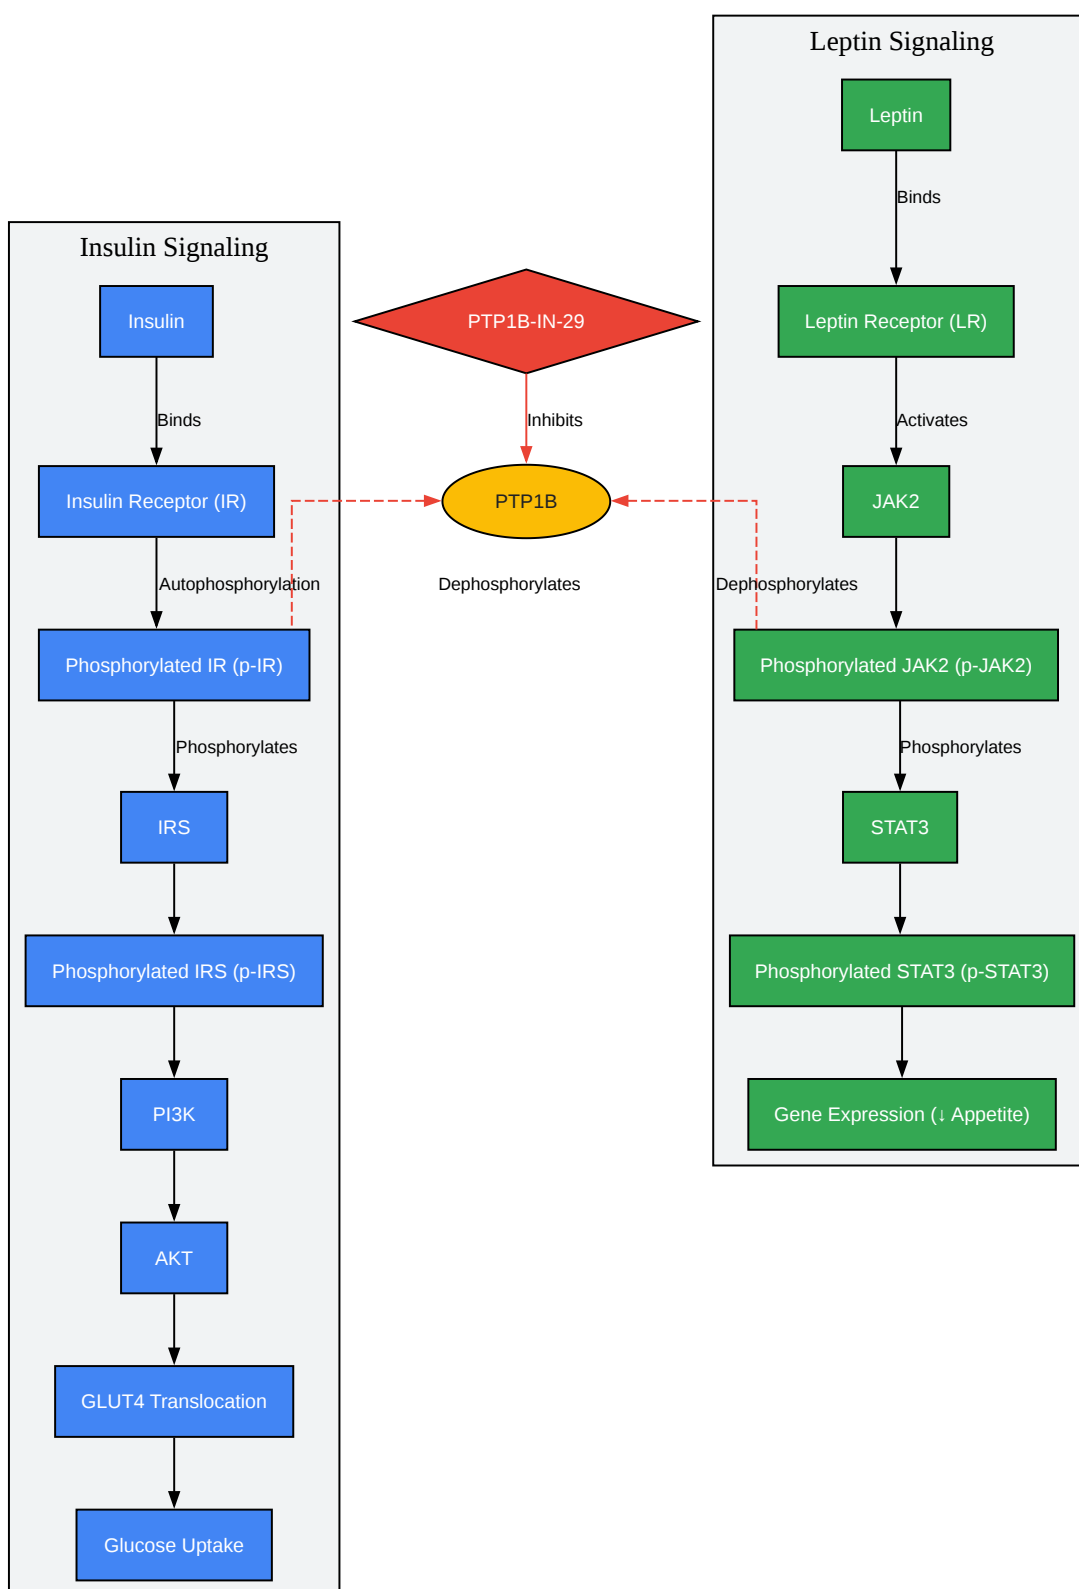 Leptin Signaling
Leptin
Binds
Leptin Receptor (LR)
Activates
JAK2
Dephosphorylates
Phosphorylated JAK2 (p-JAK2)
Phosphorylates
STAT3
Phosphorylated STAT3 (p-STAT3)
Gene Expression (↓ Appetite)
PTP1B-IN-29
Inhibits
PTP1B
Dephosphorylates
Insulin Signaling
Insulin
Binds
Insulin Receptor (IR)
Autophosphorylation
Phosphorylated IR (p-IR)
Phosphorylates
IRS
Phosphorylated IRS (p-IRS)
PI3K
AKT
GLUT4 Translocation
Glucose Uptake